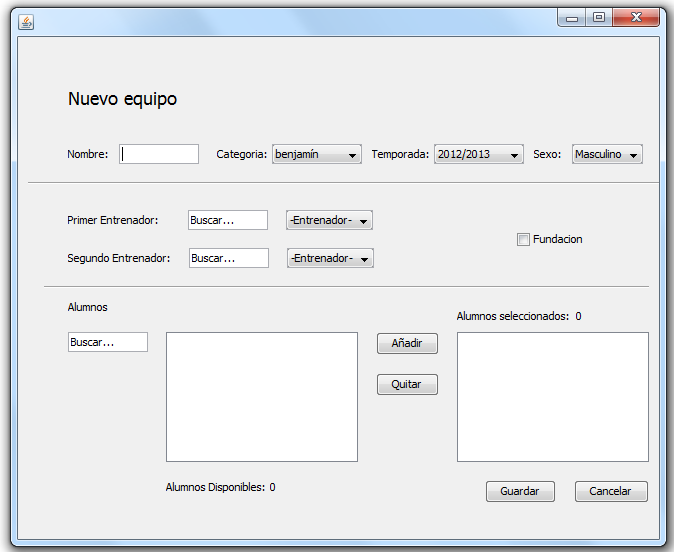 Nuevo equipo
Nombre: Categoria: benjamín Temporada: 2012/2013 Sexo: Masculino
Primer Entrenador: Buscar... -Entrenador-
Fundacion
Segundo Entrenador: Buscar... -Entrenador-
Alumnos
Alumnos seleccionados: 0
Buscar...
Añadir
Quitar
Alumnos Disponibles: 0
Guardar Cancelar